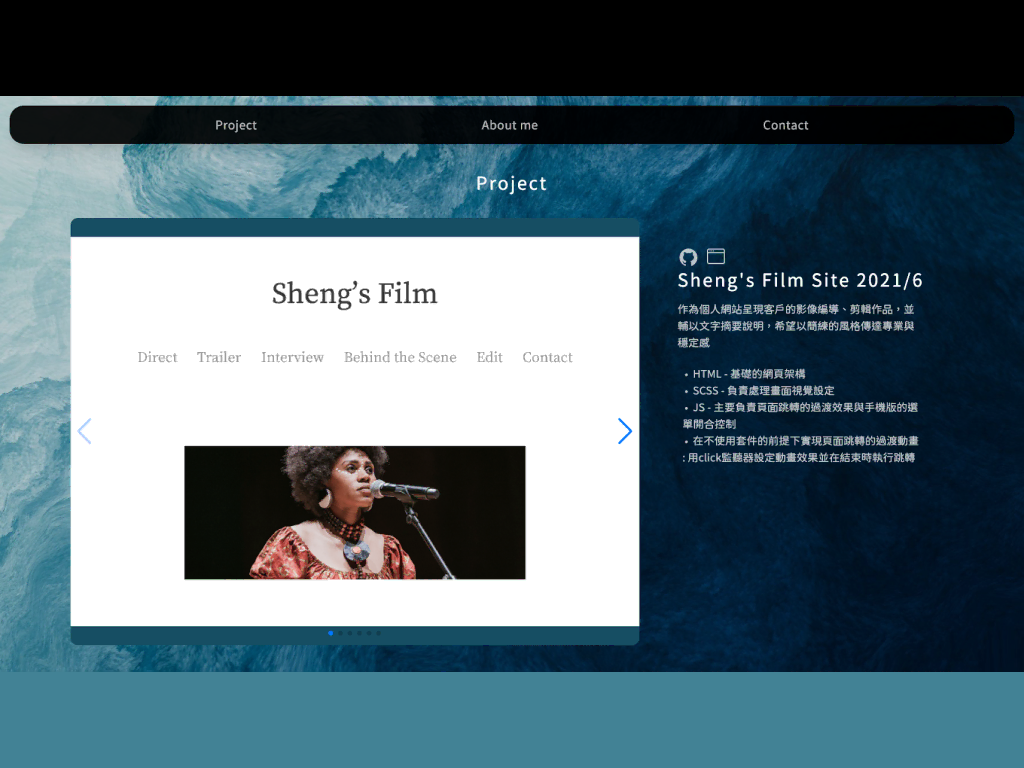 Project About me Contact
Project
Sheng’s Film
Direct Trailer Interview Behind the Scene Edit Contact
Sheng's Film Site 2021/6
作為個人網站呈現客戶的影像編導、剪輯作品，並
輔以文字摘要說明，希望以簡練的風格傳達專業與
穩定感
• HTML - 基礎的網頁架構
• SCSS - 負責處理畫面視覺設定
• JS - 主要負責頁面跳轉的過渡效果與手機版的選
單開合控制
• 在不使用套件的前提下實現頁面跳轉的過渡動畫
: 用click監聽器設定動畫效果並在結束時執行跳轉